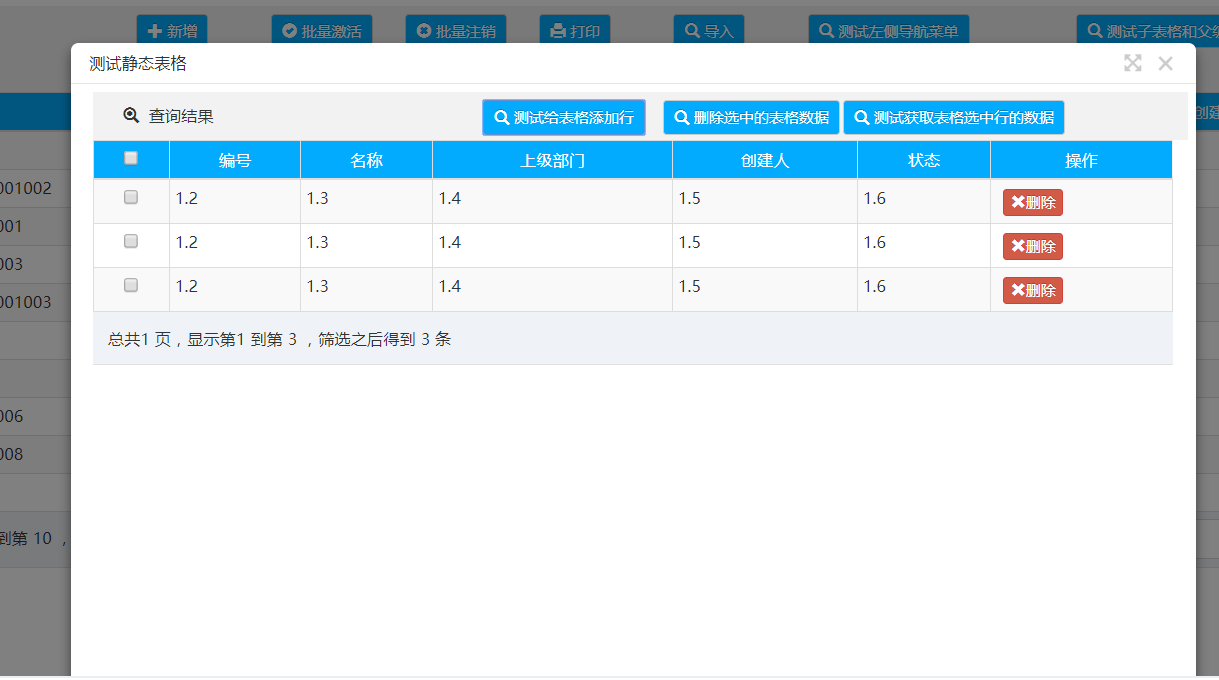 新增 批量激活 批量注销 打印 导入 测试左侧导航菜单 测试子表格和父级
测试静态表格
查询结果 测试给表格添加行 删除选中的表格数据 测试获取表格选中行的数据 创建
编号 名称 上级部门 创建人 状态 操作
001002 1.2 1.3 1.4 1.5 1.6 删除
001
1.2 1.3 1.4 1.5 1.6 删除
003
1.2 1.3 1.4 1.5 1.6 删除
001003
总共1 页，显示第1 到第 3 ，筛选之后得到 3 条
006
008
到第 10 ，